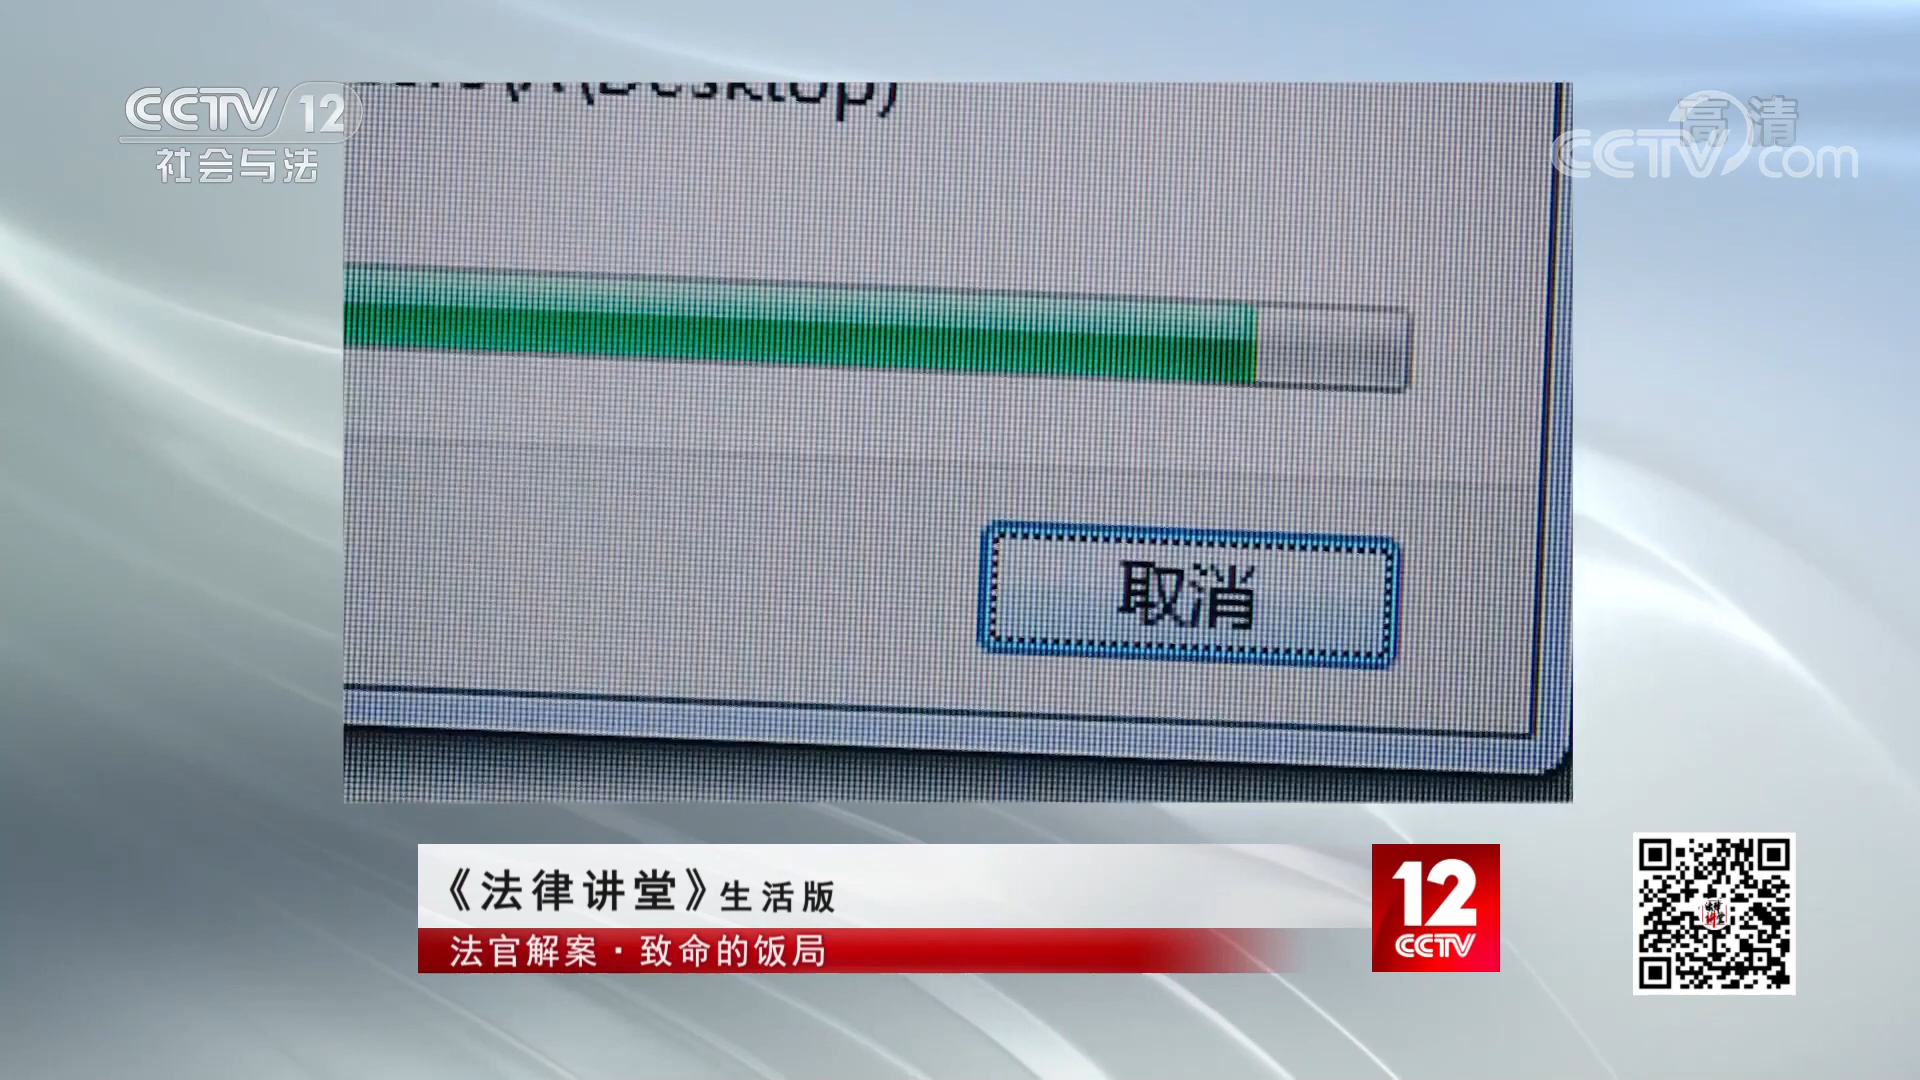 CCTV 12
社会与法
高清
CCTV.com
Desktop)
取消
《法律讲堂》生活版
法官解案·致命的饭局
12
CCTV